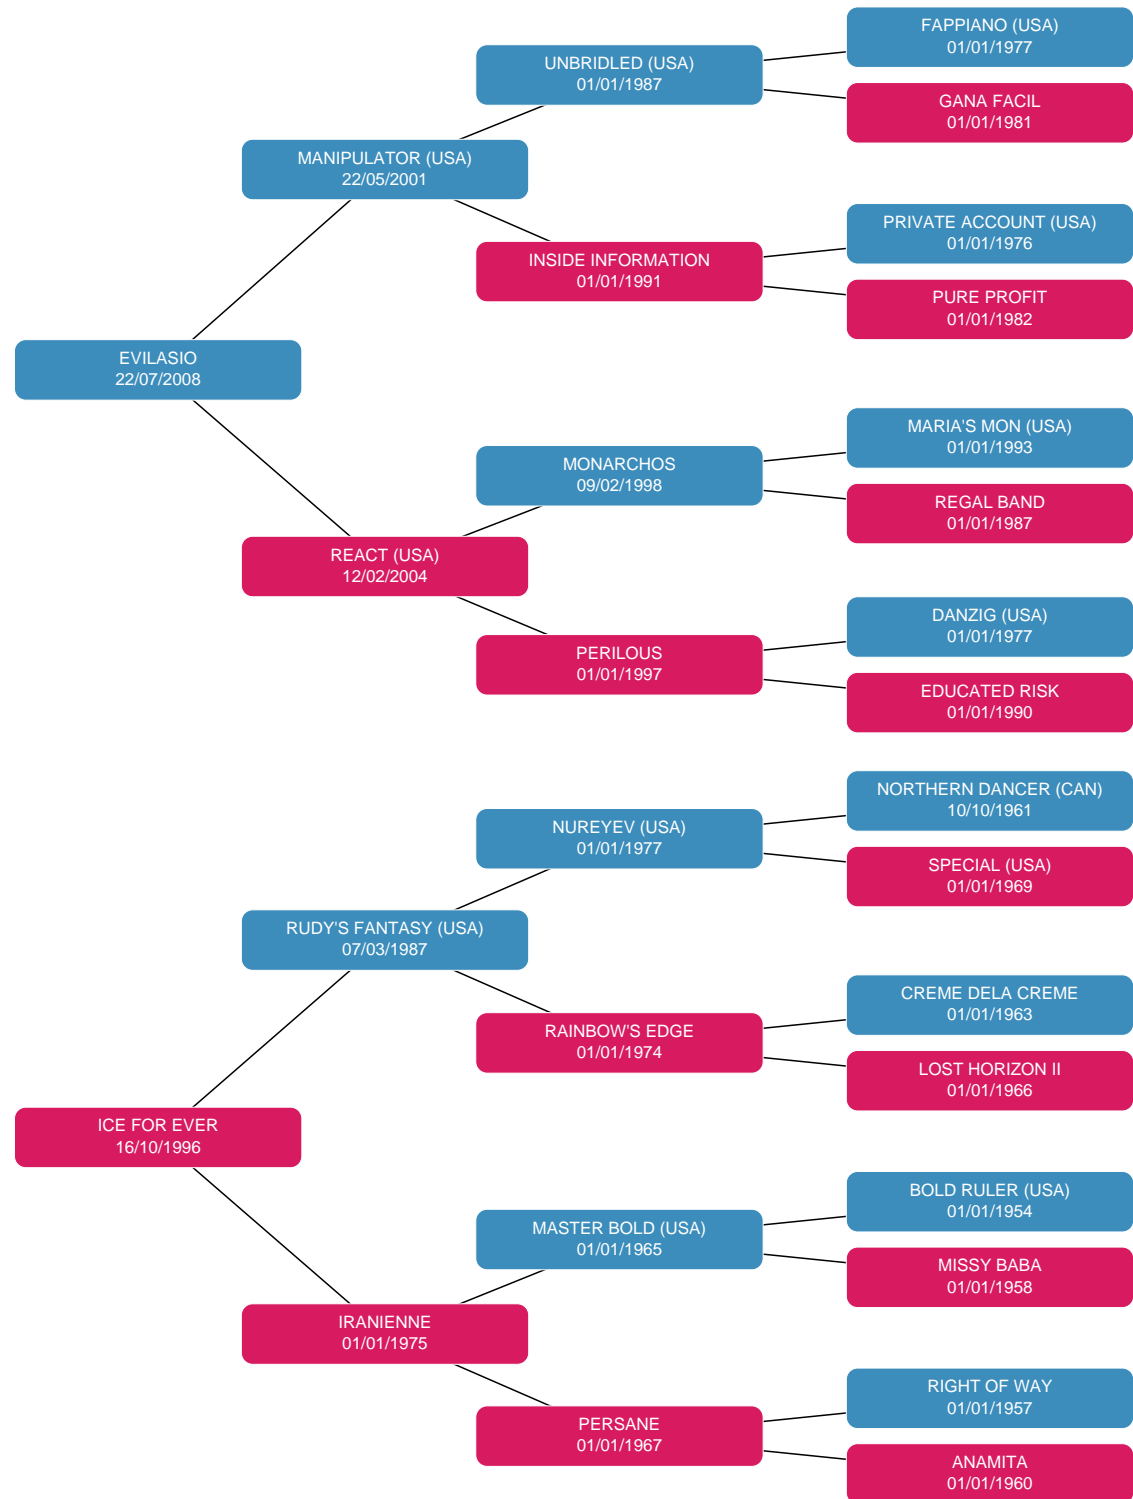 FAPPIANO (USA)
01/01/1977
UNBRIDLED (USA)
01/01/1987
GANA FACIL
01/01/1981
MANIPULATOR (USA)
22/05/2001
PRIVATE ACCOUNT (USA)
01/01/1976
INSIDE INFORMATION
01/01/1991
PURE PROFIT
01/01/1982
EVILASIO
22/07/2008
MARIA'S MON (USA)
01/01/1993
MONARCHOS
09/02/1998
REGAL BAND
01/01/1987
REACT (USA)
12/02/2004
DANZIG (USA)
01/01/1977
PERILOUS
01/01/1997
EDUCATED RISK
01/01/1990
NORTHERN DANCER (CAN)
10/10/1961
NUREYEV (USA)
01/01/1977
SPECIAL (USA)
01/01/1969
RUDY'S FANTASY (USA)
07/03/1987
CREME DELA CREME
01/01/1963
RAINBOW'S EDGE
01/01/1974
LOST HORIZON II
01/01/1966
ICE FOR EVER
16/10/1996
BOLD RULER (USA)
01/01/1954
MASTER BOLD (USA)
01/01/1965
MISSY BABA
01/01/1958
IRANIENNE
01/01/1975
RIGHT OF WAY
01/01/1957
PERSANE
01/01/1967
ANAMITA
01/01/1960